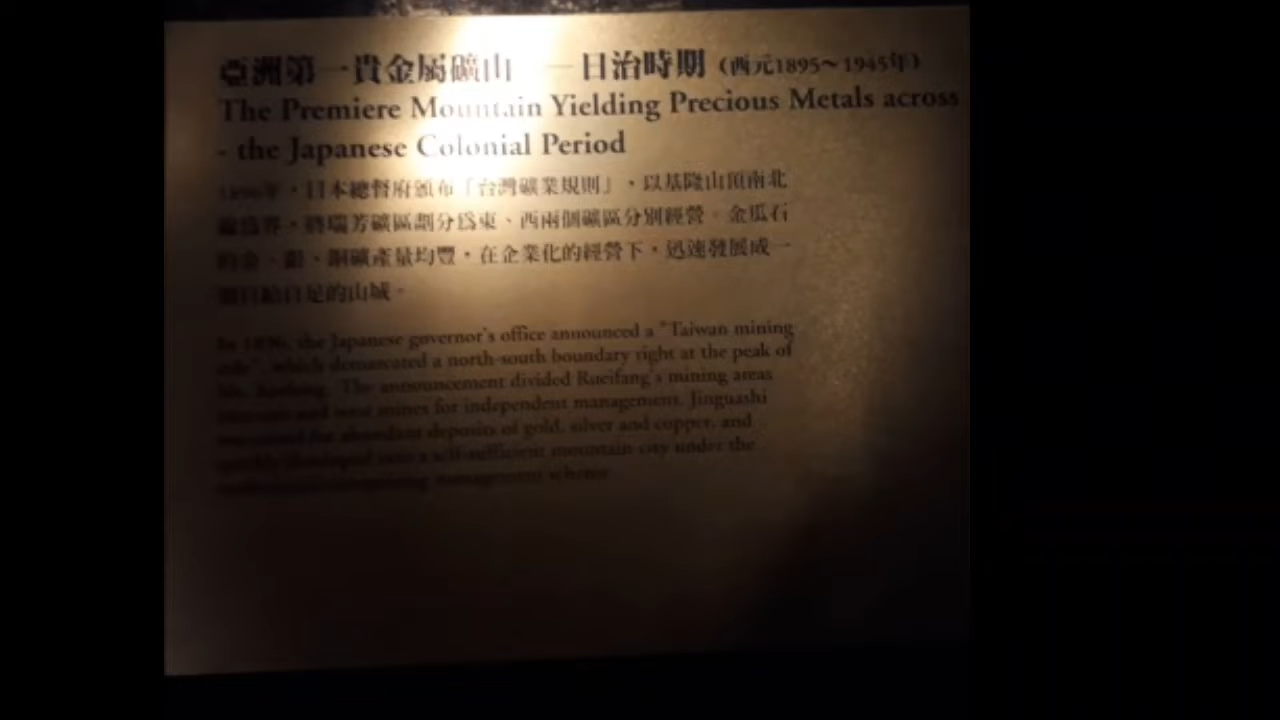 亞洲第一貴金屬礦山 — 日治時期（西元1895～1945年）
The Premiere Mountain Yielding Precious Metals across
- the Japanese Colonial Period
1896年，日本總督府頒布「台灣礦業規則」，以基隆山頂南北
為界，將瑞芳礦區劃分為東、西兩個礦區分別經營。金瓜石
的金、銀、銅礦產量均豐，在企業化的經營下，迅速發展成一
個自給自足的山城。
In 1896, the Japanese governor's office announced a "Taiwan mining
rule", which demarcated a north-south boundary right at the peak of
Mt. Keelung. The announcement divided Rueifang's mining areas
and west mines for independent management. Jinguashi
abundant deposits of gold, silver and copper, and
quickly developed into a self-sufficient mountain city under the
management scheme.